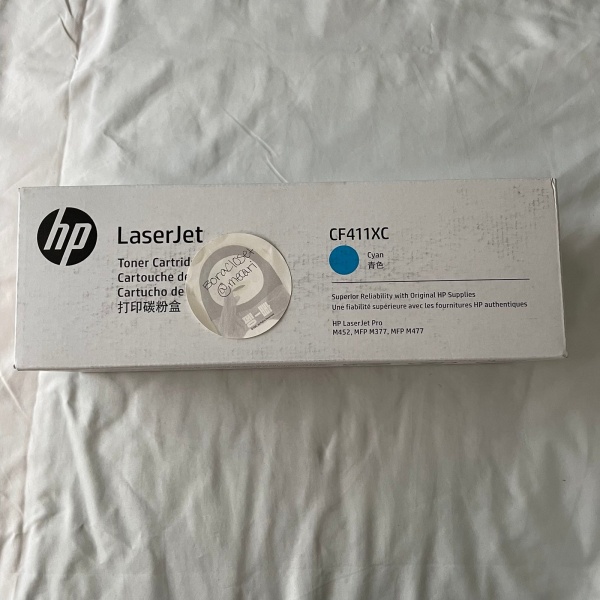 hp
LaserJet
Toner Cartrid
Cartouche de
Cartucho de
打印碳粉盒
boracloset
@mercari
CF411XC
Cyan
青色
Superior Reliability with Original HP Supplies
Une fiabilité supérieure avec les fournitures HP authentiques
HP LaserJet Pro
M452, MFP M377, MFP M477